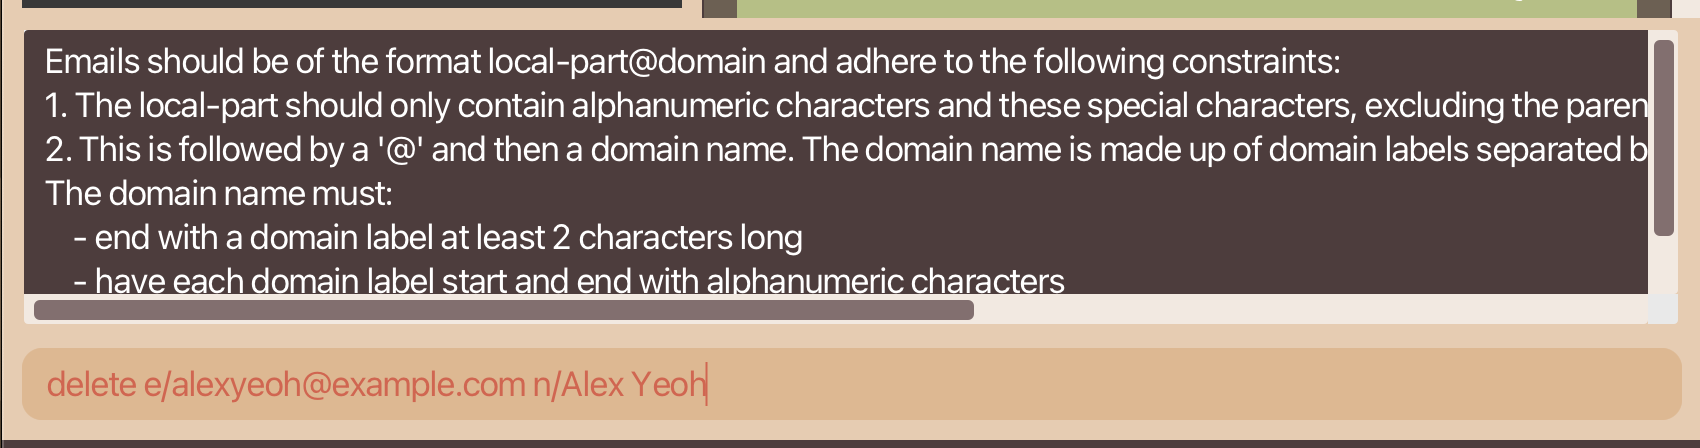 Emails should be of the format local-part@domain and adhere to the following constraints:
1. The local-part should only contain alphanumeric characters and these special characters, excluding the paren
2. This is followed by a '@' and then a domain name. The domain name is made up of domain labels separated b
The domain name must:
- end with a domain label at least 2 characters long
- have each domain label start and end with alphanumeric characters
delete e/alexyeoh@example.com n/Alex Yeoh